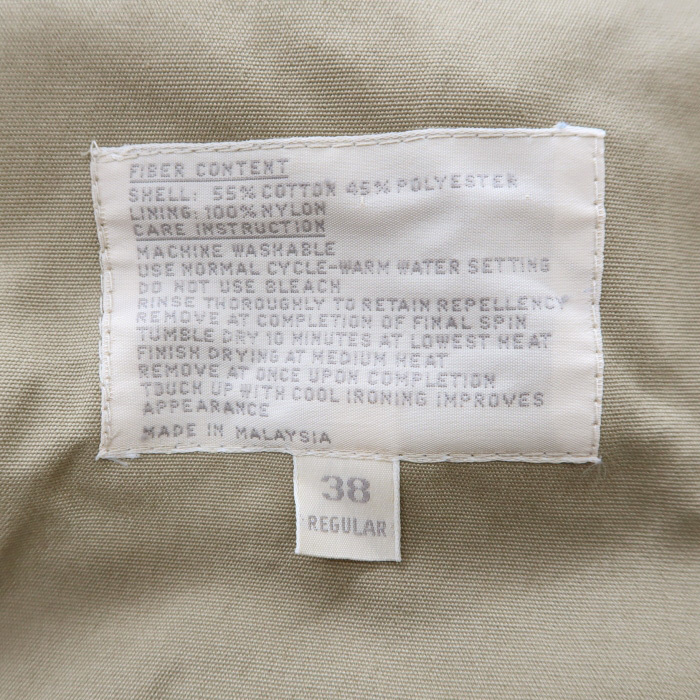 FIBER CONTEXT
SHELL: 55% COTTON 45% POLYESTER
LINING: 100% NYLON
CARE INSTRUCTION
MACHINE WASHABLE
USE NORMAL CYCLE-WARM WATER SETTING
DO NOT USE BLEACH
RINSE THOROUGHLY TO RETAIN REPELLENCY
REMOVE AT COMPLETION OF FINAL SPIN
TUMBLE DRY 10 MINUTES AT LOWEST HEAT
FINISH DRYING AT MEDIUM HEAT
REMOVE AT ONCE UPON COMPLETION
TOUCH UP WITH COOL IRONING IMPROVES
APPEARANCE
MADE IN MALAYSIA
38
REGULAR